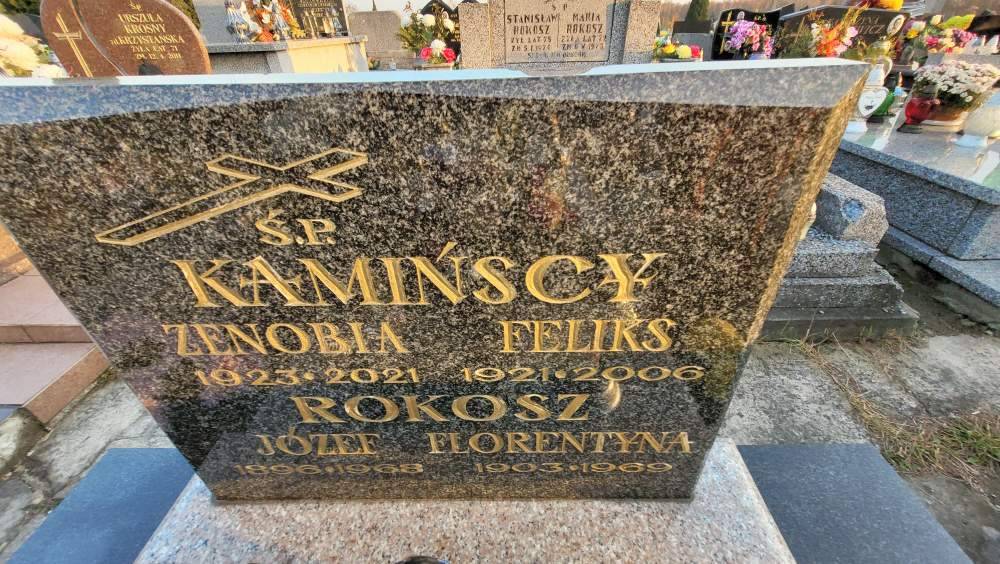 URSZULA
KROSNY
Ś P
STANISŁAW MARIA
ROKOSZ ROKOSZ
Ś.P.
KAMIŃSCY
ZENOBIA FELIKS
1923•2021 1921•2006
ROKOSZ
JÓZEF FLORENTYNA
1896•1968 1903•1969